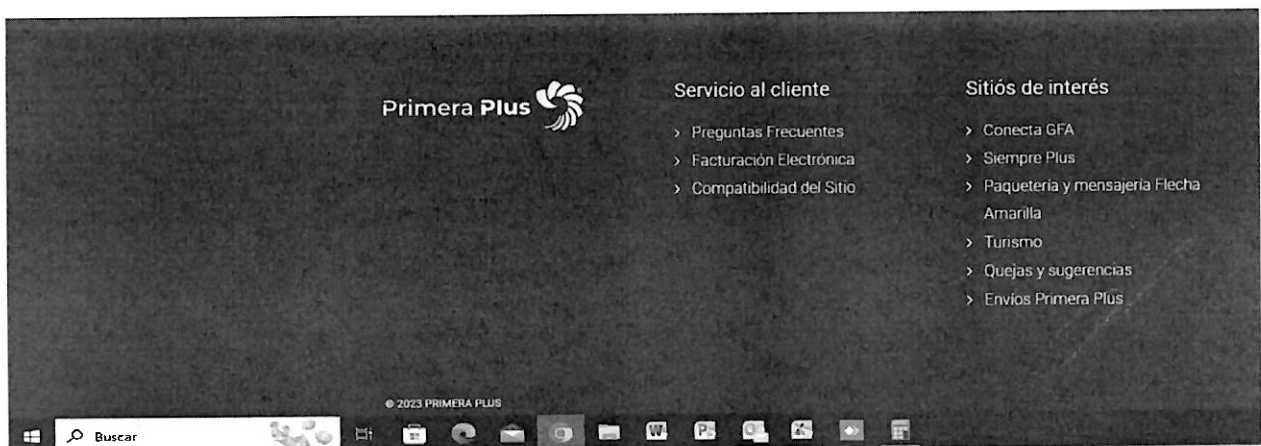 Primera Plus
Servicio al cliente
> Preguntas Frecuentes
> Facturación Electrónica
> Compatibilidad del Sitio
Sitiós de interés
> Conecta GFA
> Siempre Plus
> Paquetería y mensajería Flecha
Amarilla
> Turismo
> Quejas y sugerencias
> Envíos Primera Plus
© 2023 PRIMERA PLUS
Buscar